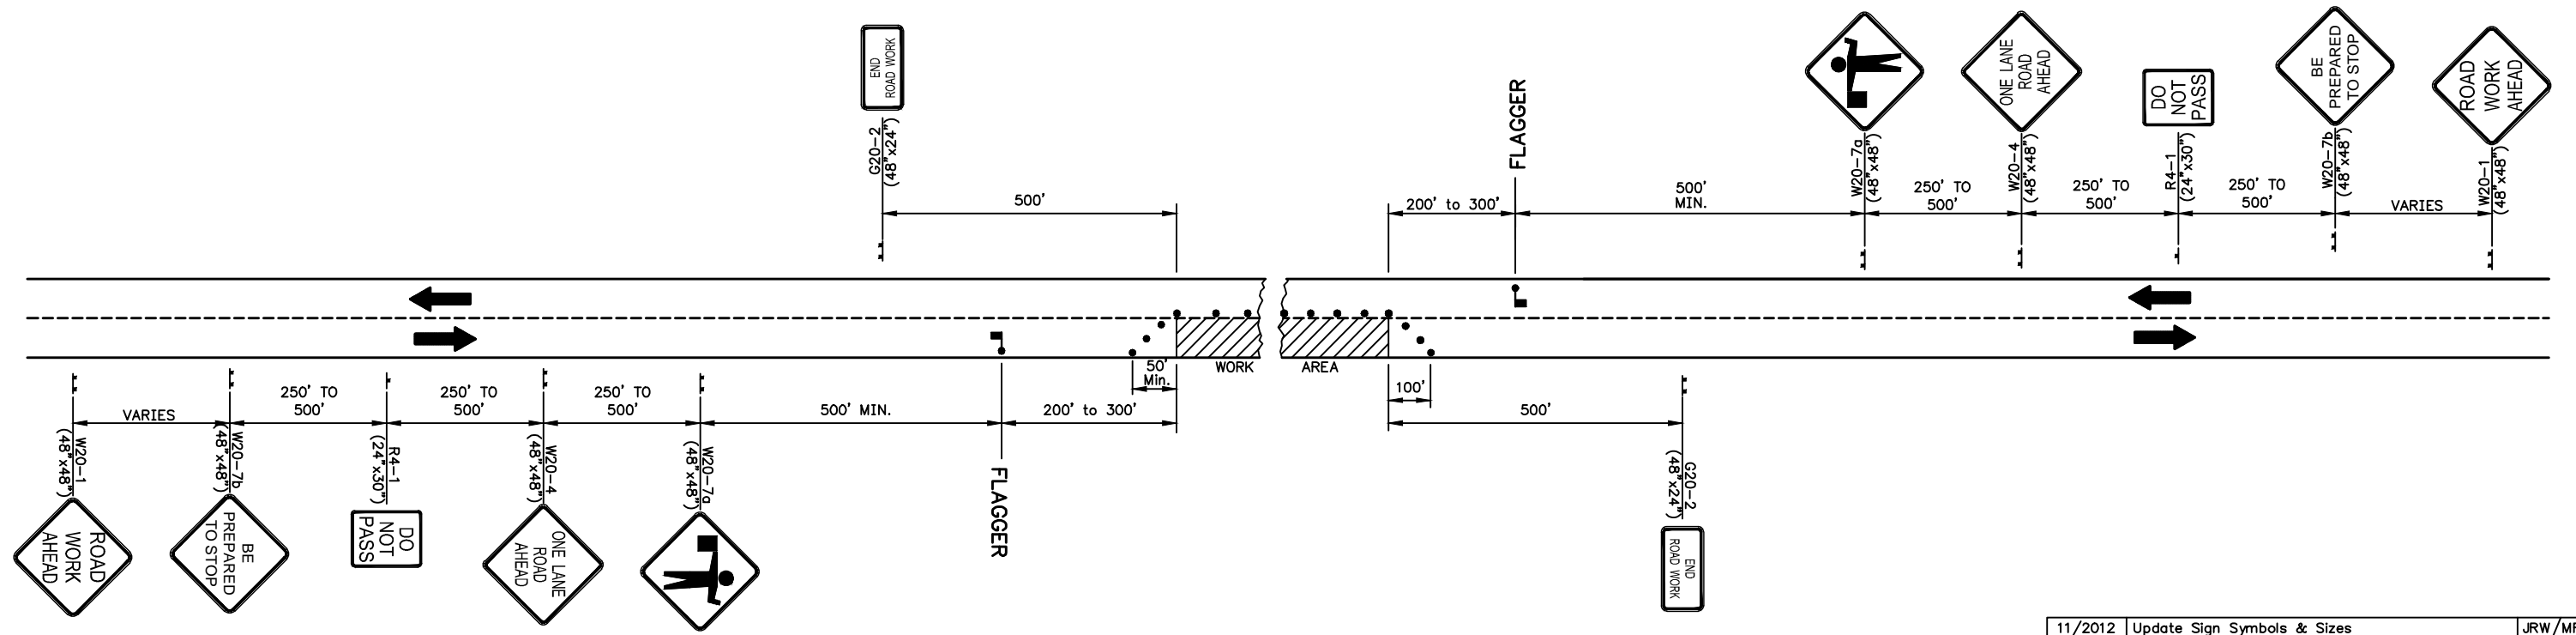 END
ROAD WORK
G20-2
(48"x24")
500'
200' to 300'
FLAGGER
500'
MIN.
W20-7a
(48"x48")
250' TO
500'
ONE LANE
ROAD
AHEAD
W20-4
(48"x48")
250' TO
500'
DO
NOT
PASS
R4-1
(24"x30")
250' TO
500'
BE
PREPARED
TO STOP
W20-7b
(48"x48")
VARIES
ROAD
WORK
AHEAD
W20-1
(48"x48")
WORK
AREA
50'
Min.
100'
VARIES
250' TO
500'
250' TO
500'
250' TO
500'
500' MIN.
200' to 300'
500'
W20-1
(48"x48")
ROAD
WORK
AHEAD
W20-7b
(48"x48")
BE
PREPARED
TO STOP
R4-1
(24"x30")
DO
NOT
PASS
W20-4
(48"x48")
ONE LANE
ROAD
AHEAD
W20-7a
(48"x48")
FLAGGER
G20-2
(48"x24")
END
ROAD WORK
11/2012 Update Sign Symbols & Sizes